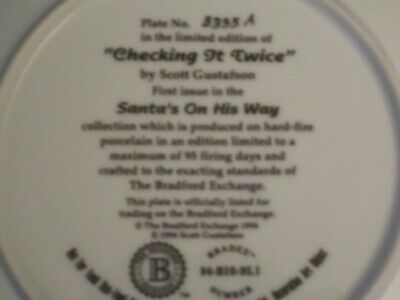 Plate No. 5395 A
in the limited edition of
"Checking It Twice"
by Scott Gustafson
First issue in the
Santa's On His Way
collection which is produced on hard-fire
porcelain in an edition limited to a
maximum of 95 firing days and
crafted to the exacting standards of
The Bradford Exchange.
This plate is officially listed for
trading on the Bradford Exchange.
© The Bradford Exchange 1994
© 1994 Scott Gustafson
BRADEX
B
84-B10-85.1
NUMBER
TM